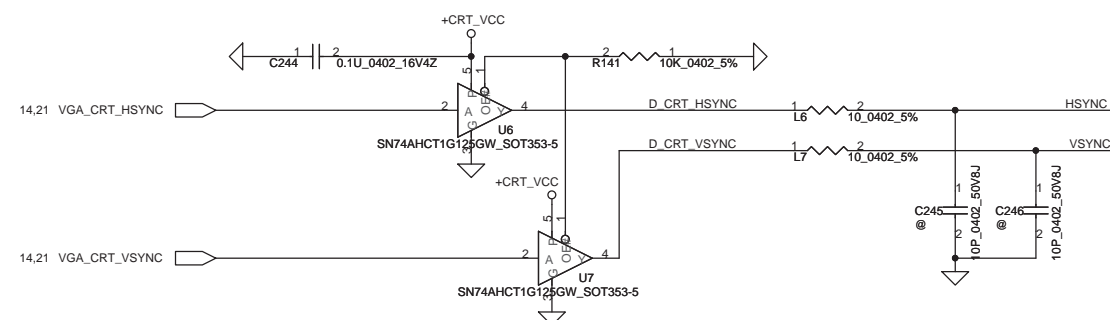 +CRT_VCC
1 2
C244 0.1U_0402_16V4Z
2 1
R141 10K_0402_5%
5 1
P OE#
14,21 VGA_CRT_HSYNC
2 A Y 4
G
3
U6
SN74AHCT1G125GW_SOT353-5
D_CRT_HSYNC
1 2
L6 10_0402_5%
HSYNC
D_CRT_VSYNC
1 2
L7 10_0402_5%
VSYNC
+CRT_VCC
5 1
P OE#
14,21 VGA_CRT_VSYNC
2 A Y 4
G
3
U7
SN74AHCT1G125GW_SOT353-5
1
C245
@
2
10P_0402_50V8J
1
C246
@
2
10P_0402_50V8J